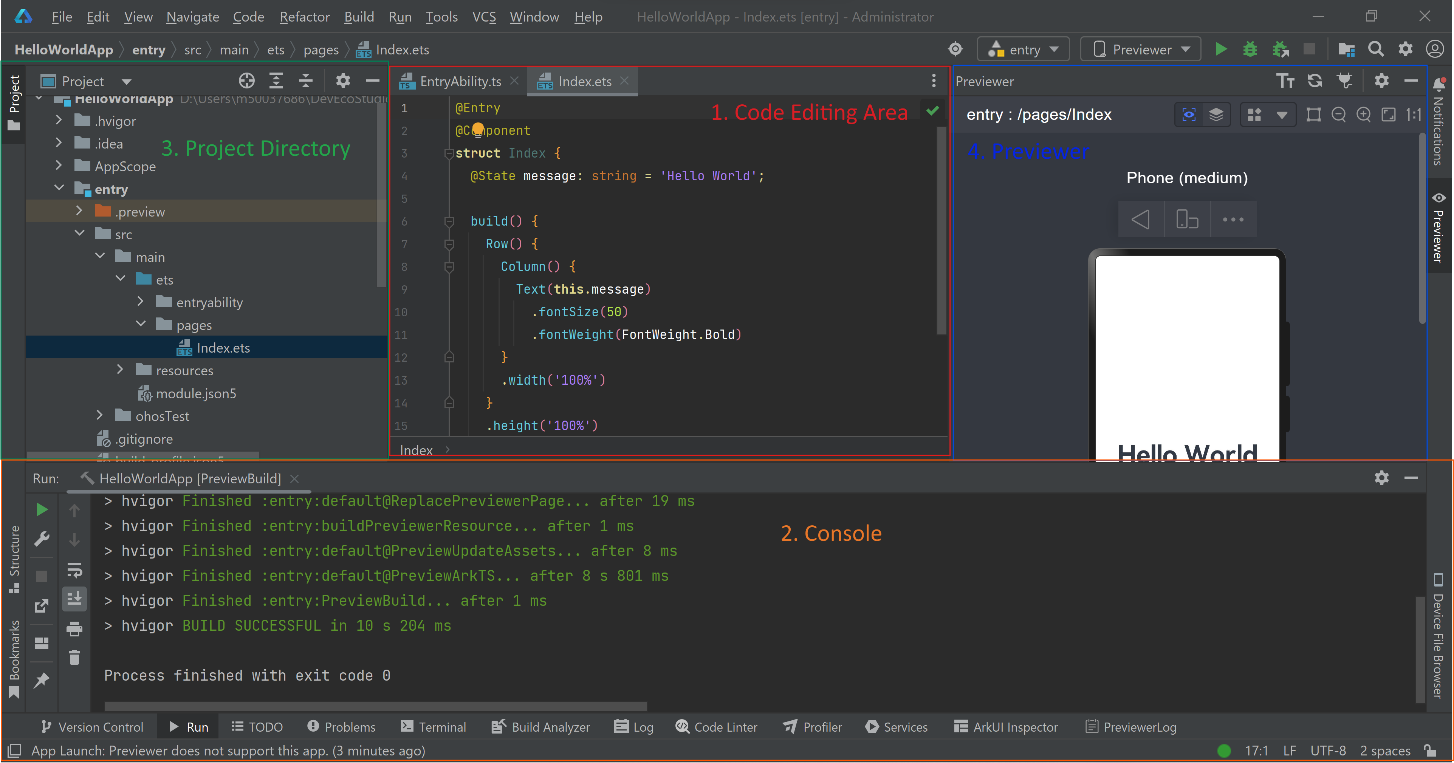 File Edit View Navigate Code Refactor Build Run Tools VCS Window Help HelloWorldApp - Index.ets [entry] - Administrator
HelloWorldApp entry src main ets pages Index.ets entry Previewer
Project
Project
HelloWorldApp D:\Users\m50037686\DevEcoStudio
.hvigor
.idea
3. Project Directory
AppScope
entry
.preview
src
main
ets
entryability
pages
Index.ets
resources
module.json5
ohosTest
.gitignore
build-profile.json5
EntryAbility.ts Index.ets
1. Code Editing Area
1 @Entry
2 @Component
3 struct Index {
4 @State message: string = 'Hello World';
5
6 build() {
7 Row() {
8 Column() {
9 Text(this.message)
10 .fontSize(50)
11 .fontWeight(FontWeight.Bold)
12 }
13 .width('100%')
14 }
15 .height('100%')
Index
Previewer
entry : /pages/Index 1:1
4. Previewer
Phone (medium)
Hello World
Notifications
Previewer
Run: HelloWorldApp [PreviewBuild]
2. Console
> hvigor Finished :entry:default@ReplacePreviewerPage... after 19 ms
> hvigor Finished :entry:buildPreviewerResource... after 1 ms
> hvigor Finished :entry:default@PreviewUpdateAssets... after 8 ms
> hvigor Finished :entry:default@PreviewArkTS... after 8 s 801 ms
> hvigor Finished :entry:PreviewBuild... after 1 ms
> hvigor BUILD SUCCESSFUL in 10 s 204 ms
Process finished with exit code 0
Structure
Bookmarks
Device File Browser
Version Control Run TODO Problems Terminal Build Analyzer Log Code Linter Profiler Services ArkUI Inspector PreviewerLog
App Launch: Previewer does not support this app. (3 minutes ago) 17:1 LF UTF-8 2 spaces